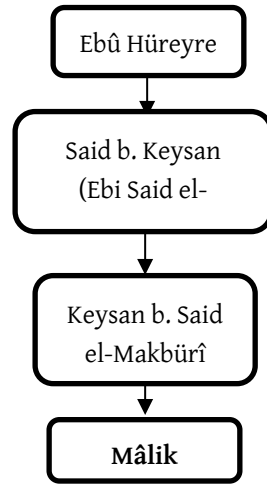 Ebû Hüreyre
Said b. Keysan
(Ebi Said el-
Keysan b. Said
el-Makbürî
Mâlik